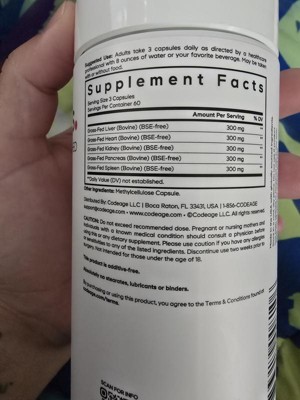 Suggested Use: Adults take 3 capsules daily as directed by a healthcare
professional with 8 ounces of water or your favorite beverage. May be taken
with or without food.
Supplement Facts
Serving Size 3 Capsules
Servings Per Container 60
Amount Per Serving % DV
Grass-Fed Liver (Bovine) (BSE-free) 300 mg **
Grass-Fed Heart (Bovine) (BSE-free) 300 mg **
Grass-Fed Kidney (Bovine) (BSE-free) 300 mg **
Grass-Fed Pancreas (Bovine) (BSE-free) 300 mg **
Grass-Fed Spleen (Bovine) (BSE-free) 300 mg **
**Daily Value (DV) not established.
Other Ingredients: Methylcellulose Capsule.
Distributed By: Codeage LLC | Boca Raton, FL 33431, USA | 1-856-CODEAGE
support@codeage.com - www.codeage.com - ©Codeage LLC. All rights reserved.
CAUTION: Do not exceed recommended dose. Pregnant or nursing mothers and
individuals with a known medical condition should consult a physician before
using this or any dietary supplement. Please use caution if you have any allergies
or sensitivities to any of the listed ingredients. Discontinue use two weeks prior to
surgery. Not intended for those under the age of 18.
This product is additive-free.
Absolutely no stearates, lubricants or binders.
By purchasing or using this product, you agree to the Terms & Conditions found at
codeage.com/terms.
SCAN FOR INFO